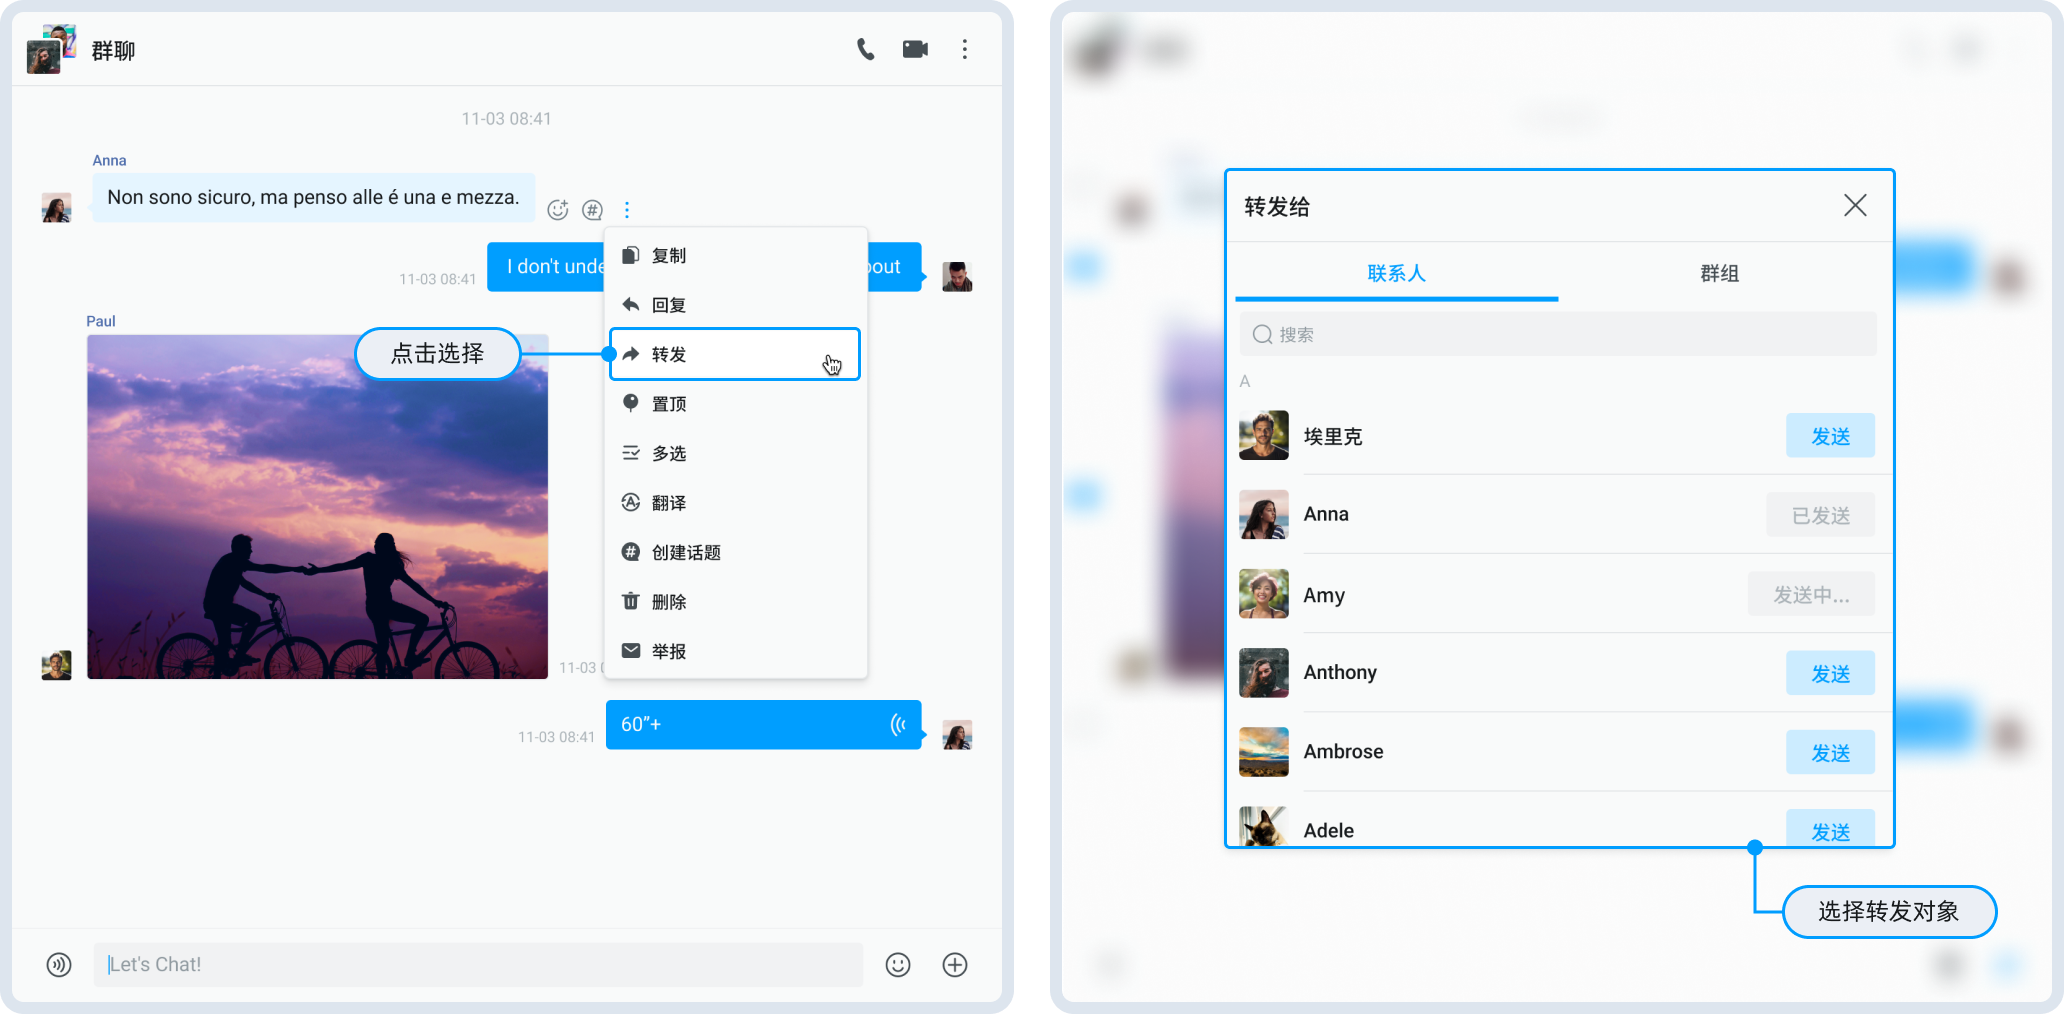 群聊
11-03 08:41
Anna
Non sono sicuro, ma penso alle é una e mezza.
复制
11-03 08:41
I don't unde
bout
回复
Paul
点击选择
转发
置顶
多选
翻译
创建话题
删除
举报
11-03
11-03 08:41
60”+
Let's Chat!
转发给
联系人
群组
搜索
A
埃里克
发送
Anna
已发送
Amy
发送中...
Anthony
发送
Ambrose
发送
Adele
发送
选择转发对象